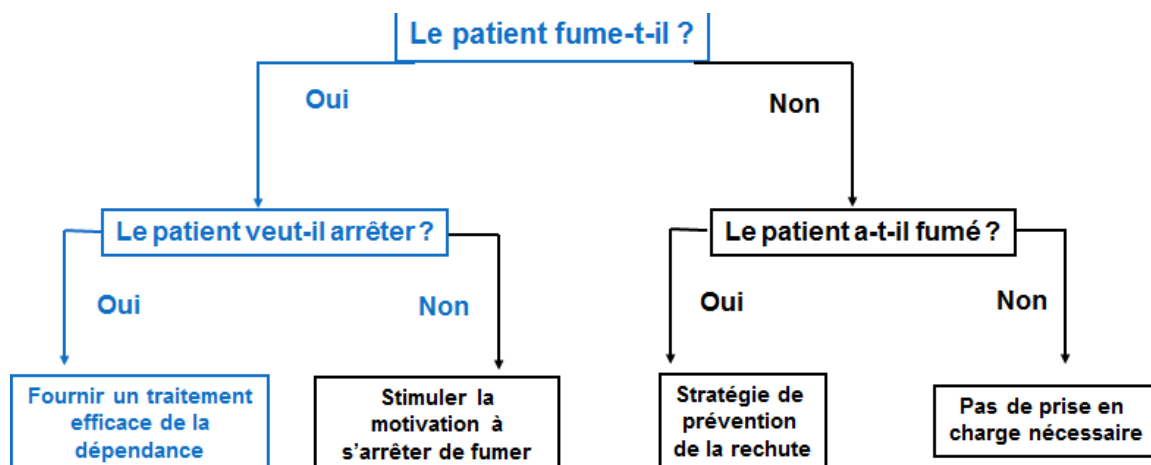 Le patient fume-t-il ?
Oui
Non
Le patient veut-il arrêter ?
Le patient a-t-il fumé ?
Oui
Non
Oui
Non
Fournir un traitement
efficace de la
dépendance
Stimuler la
motivation à
s’arrêter de fumer
Stratégie de
prévention
de la rechute
Pas de prise en
charge nécessaire